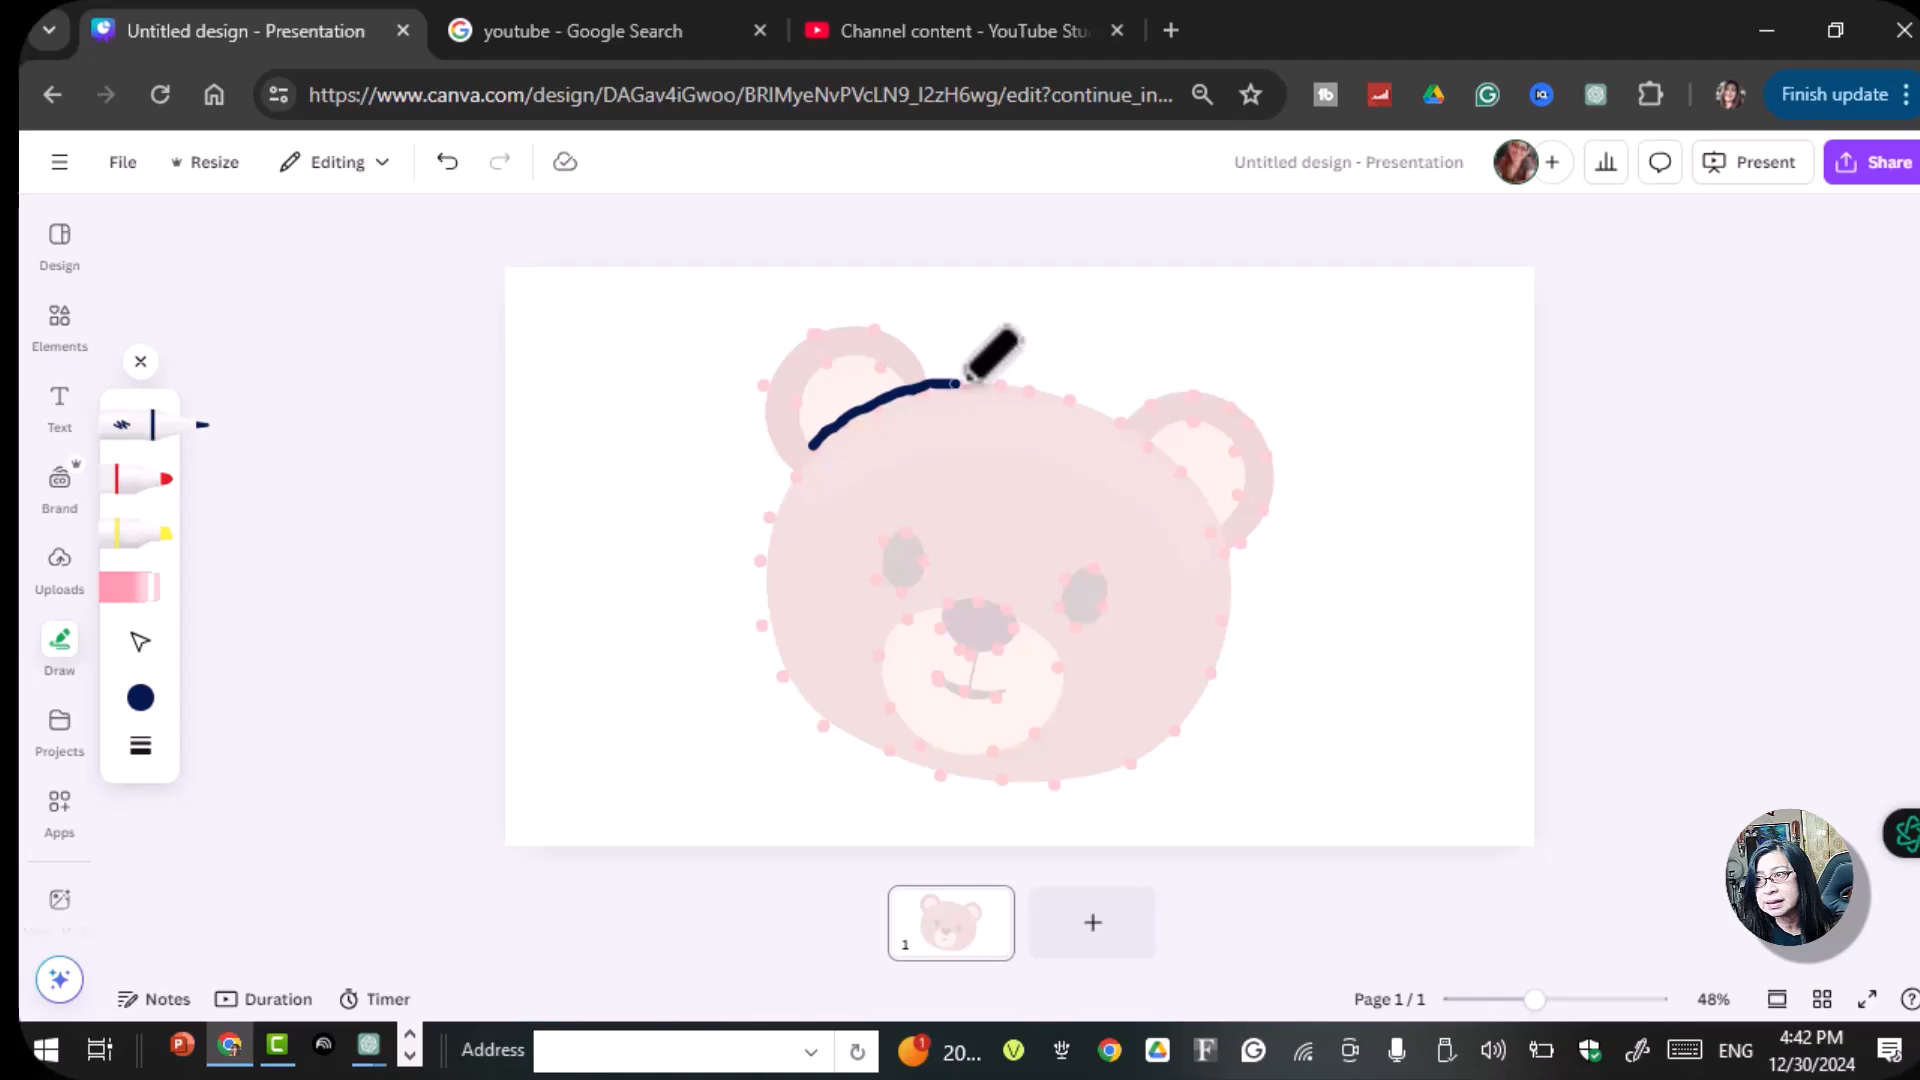 Untitled design - Presentation
youtube - Google Search
Channel content - YouTube Stu
https://www.canva.com/design/DAGav4iGwoo/BRIMyeNvPVcLN9_I2zH6wg/edit?continue_in...
Finish update
File
Resize
Editing
Untitled design - Presentation
Present
Share
Design
Elements
Text
Brand
Uploads
Draw
Projects
Apps
1
Notes
Duration
Timer
Page 1 / 1
48%
Address
20...
ENG
4:42 PM
12/30/2024